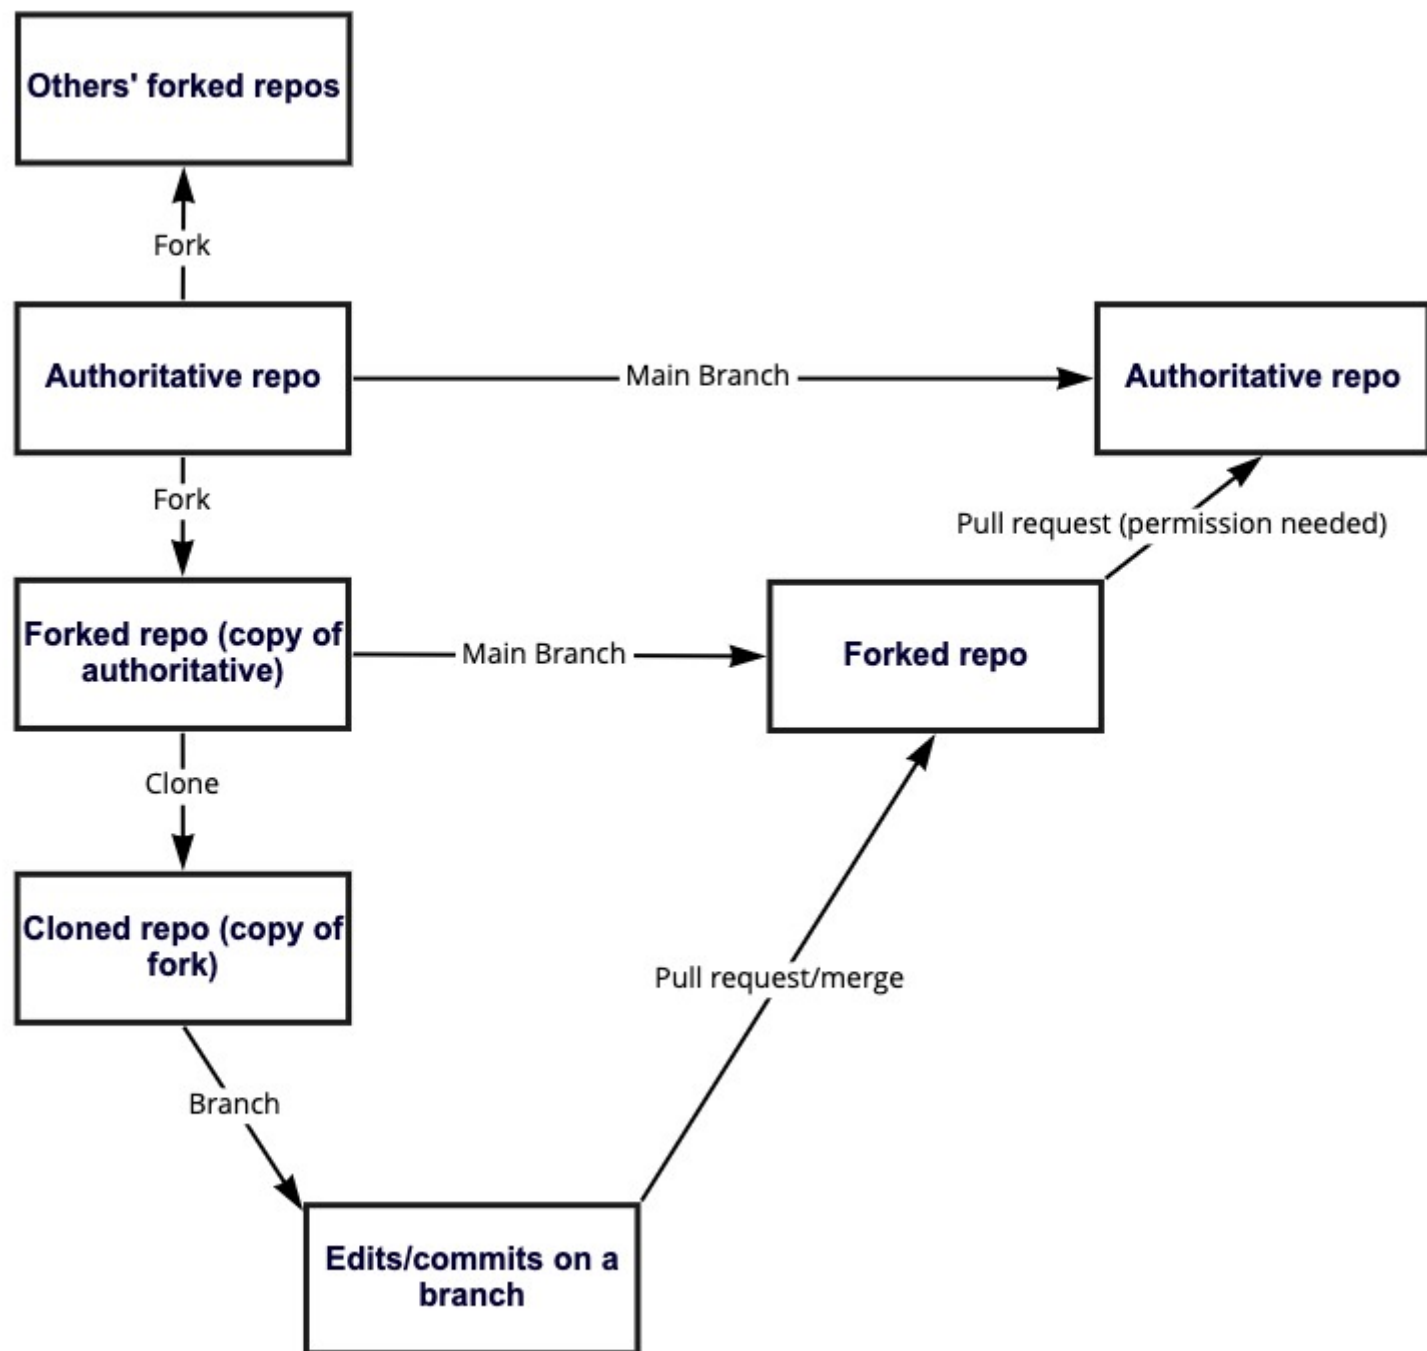 Others' forked repos
Fork
Authoritative repo
Main Branch
Authoritative repo
Fork
Pull request (permission needed)
Forked repo (copy of
authoritative)
Main Branch
Forked repo
Clone
Cloned repo (copy of
fork)
Pull request/merge
Branch
Edits/commits on a
branch